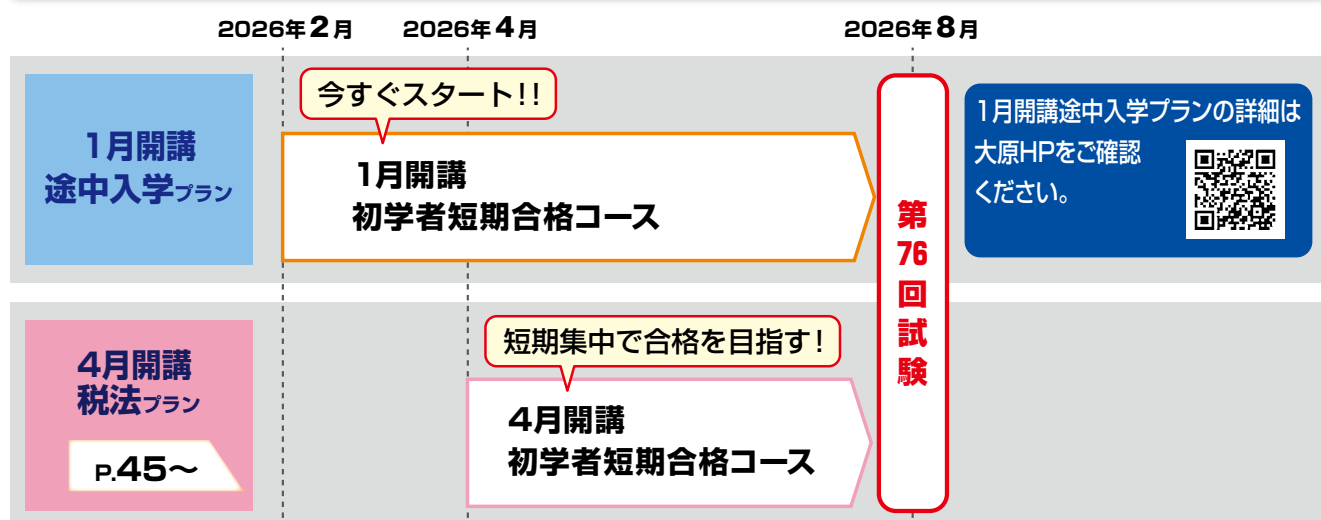 2026年2月
2026年4月
2026年8月
1月開講
途中入学プラン
今すぐスタート!!
1月開講
初学者短期合格コース
第76回試験
1月開講途中入学プランの詳細は
大原HPをご確認
ください。
4月開講
税法プラン
P.45〜
短期集中で合格を目指す!
4月開講
初学者短期合格コース